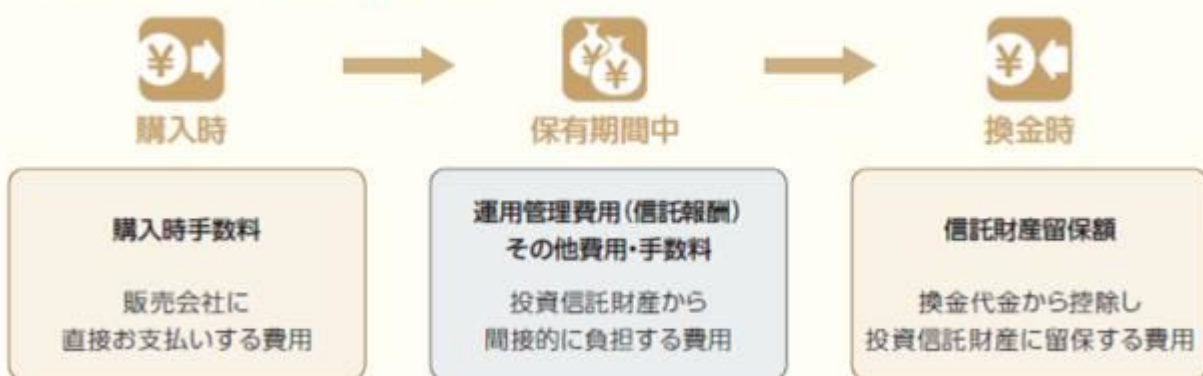 購入時
保有期間中
換金時
購入時手数料
販売会社に
直接お支払いする費用
運用管理費用(信託報酬)
その他費用・手数料
投資信託財産から
間接的に負担する費用
信託財産留保額
換金代金から控除し
投資信託財産に留保する費用